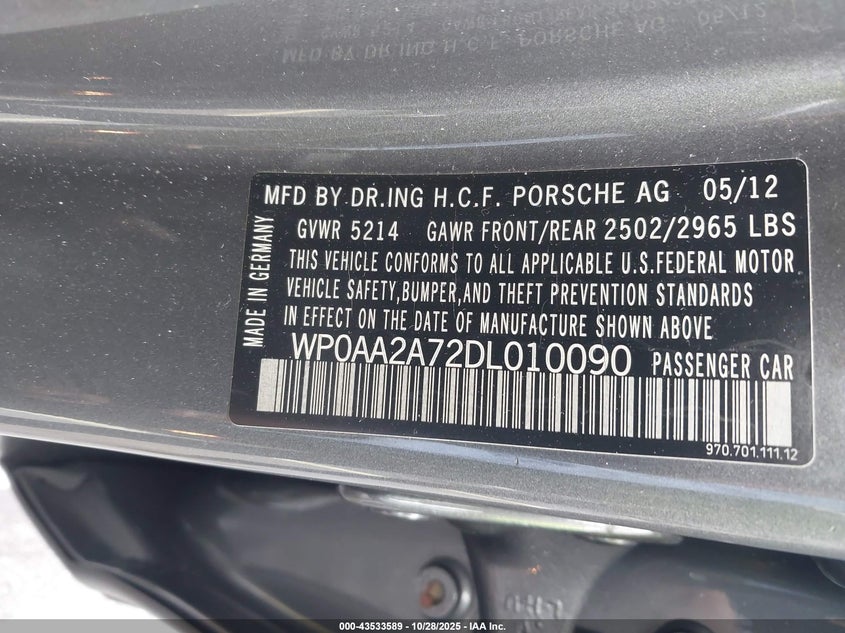 MFD BY DR.ING H.C.F. PORSCHE AG 05/12
GVWR 5214 GAWR FRONT/REAR 2502/2965 LBS
THIS VEHICLE CONFORMS TO ALL APPLICABLE U.S.FEDERAL MOTOR
VEHICLE SAFETY,BUMPER,AND THEFT PREVENTION STANDARDS
IN EFFECT ON THE DATE OF MANUFACTURE SHOWN ABOVE
WP0AA2A72DL010090 PASSENGER CAR
970.701.111.12
MADE IN GERMANY
000-43533589 - 10/28/2025 - IAA Inc.